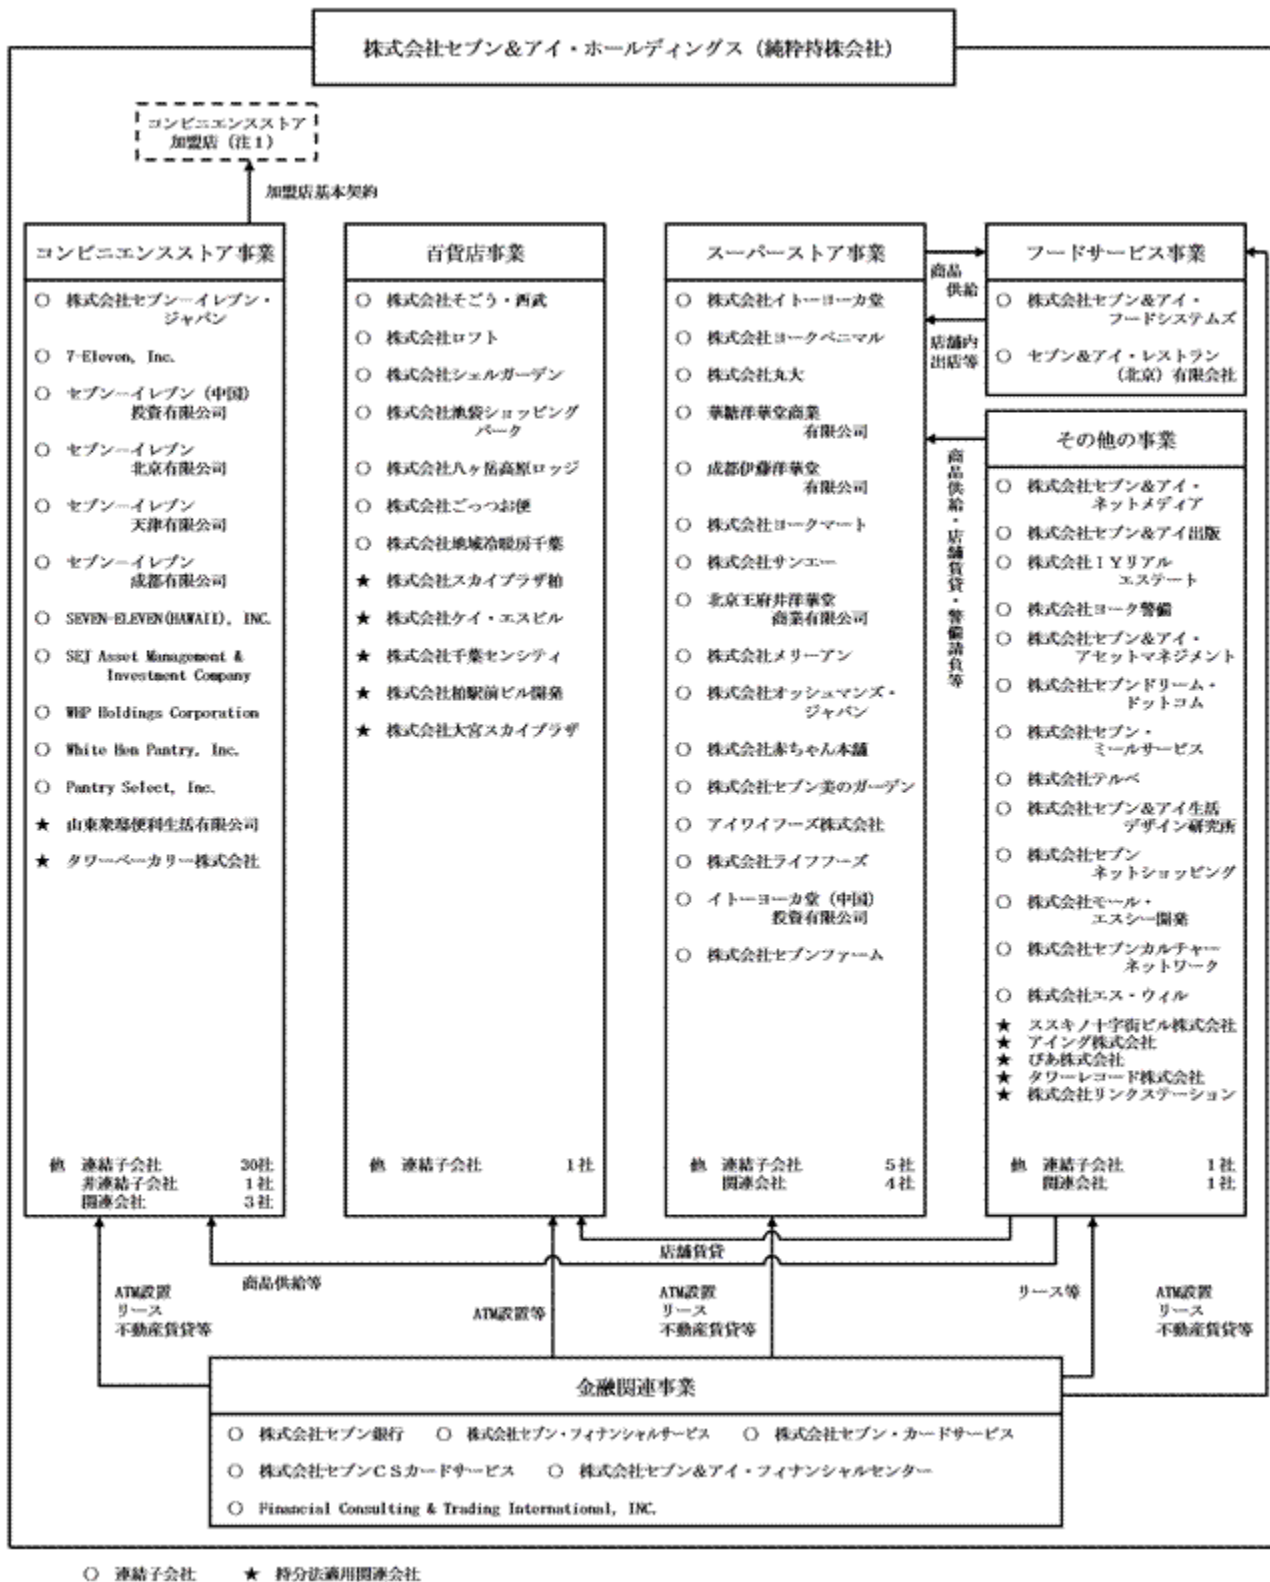 株式会社セブン＆アイ・ホールディングス（純粋持株会社）
コンビニエンスストア
加盟店（注１）
加盟店基本契約
コンビニエンスストア事業
○ 株式会社セブン－イレブン・
ジャパン
○ 7-Eleven, Inc.
○ セブン－イレブン（中国）
投資有限公司
○ セブン－イレブン
北京有限公司
○ セブン－イレブン
天津有限公司
○ セブン－イレブン
成都有限公司
○ SEVEN-ELEVEN(HAWAII), INC.
○ SEJ Asset Management &
Investment Company
○ WHP Holdings Corporation
○ White Hen Pantry, Inc.
○ Pantry Select, Inc.
★ 山東衆邸便利生活有限公司
★ タワーベーカリー株式会社
他 連結子会社 30社
非連結子会社 １社
関連会社 ３社
百貨店事業
○ 株式会社そごう・西武
○ 株式会社ロフト
○ 株式会社シェルガーデン
○ 株式会社池袋ショッピング
パーク
○ 株式会社八ヶ岳高原ロッジ
○ 株式会社ごっつお便
○ 株式会社地域冷暖房千葉
★ 株式会社スカイプラザ柏
★ 株式会社ケイ・エスビル
★ 株式会社千葉センシティ
★ 株式会社柏駅前ビル開発
★ 株式会社大宮スカイプラザ
他 連結子会社 １社
スーパーストア事業
○ 株式会社イトーヨーカ堂
○ 株式会社ヨークベニマル
○ 株式会社丸大
○ 華糖洋華堂商業
有限公司
○ 成都伊藤洋華堂
有限公司
○ 株式会社ヨークマート
○ 株式会社サンエー
○ 北京王府井洋華堂
商業有限公司
○ 株式会社メリーアン
○ 株式会社オッシュマンズ・
ジャパン
○ 株式会社赤ちゃん本舗
○ 株式会社セブン美のガーデン
○ アイワイフーズ株式会社
○ 株式会社ライフフーズ
○ イトーヨーカ堂（中国）
投資有限公司
○ 株式会社セブンファーム
他 連結子会社 ５社
関連会社 ４社
商品
供給
店舗内
出店等
商品供給・店舗賃貸・警備請負等
フードサービス事業
○ 株式会社セブン＆アイ・
フードシステムズ
○ セブン＆アイ・レストラン
（北京）有限会社
その他の事業
○ 株式会社セブン＆アイ・
ネットメディア
○ 株式会社セブン＆アイ出版
○ 株式会社ＩＹリアル
エステート
○ 株式会社ヨーク警備
○ 株式会社セブン＆アイ・
アセットマネジメント
○ 株式会社セブンドリーム・
ドットコム
○ 株式会社セブン・
ミールサービス
○ 株式会社テルベ
○ 株式会社セブン＆アイ生活
デザイン研究所
○ 株式会社セブン
ネットショッピング
○ 株式会社モール・
エスシー開発
○ 株式会社セブンカルチャー
ネットワーク
○ 株式会社エス・ウィル
★ ススキノ十字街ビル株式会社
★ アイング株式会社
★ ぴあ株式会社
★ タワーレコード株式会社
★ 株式会社リンクステーション
他 連結子会社 １社
関連会社 １社
店舗賃貸
商品供給等
ATM設置
リース
不動産賃貸等
ATM設置等
ATM設置
リース
不動産賃貸等
リース等
ATM設置
リース
不動産賃貸等
金融関連事業
○ 株式会社セブン銀行 ○ 株式会社セブン・フィナンシャルサービス ○ 株式会社セブン・カードサービス
○ 株式会社セブンＣＳカードサービス ○ 株式会社セブン＆アイ・フィナンシャルセンター
○ Financial Consulting & Trading International, INC.
○ 連結子会社 ★ 持分法適用関連会社